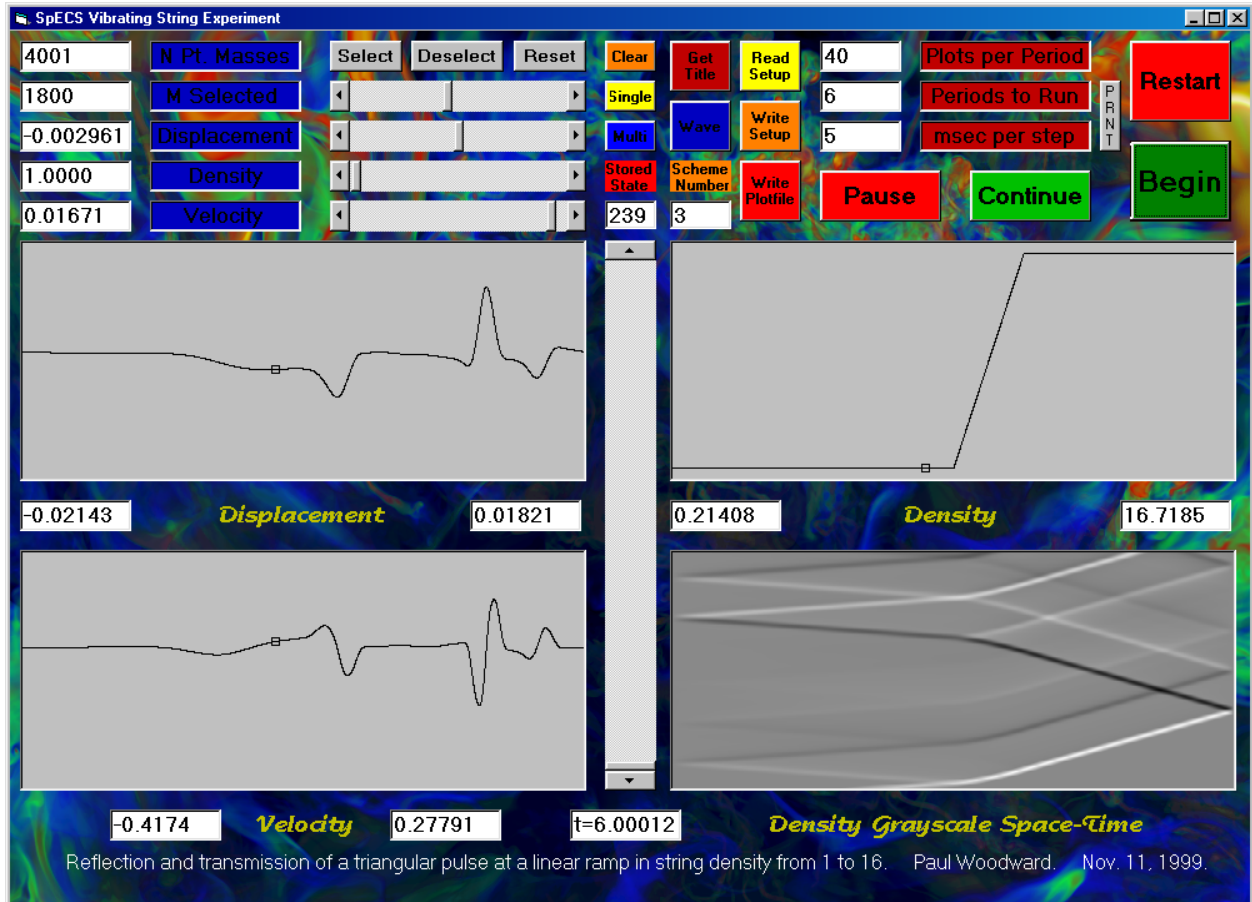 SpECS Vibrating String Experiment
4001 N Pt. Masses Select Deselect Reset Clear Get Title Read Setup 40 Plots per Period Restart
1800 M Selected Single 6 Periods to Run PRNT
-0.002961 Displacement Multi Wave Write Setup 5 msec per step
1.0000 Density Stored State Scheme Number Write Plotfile Pause Continue Begin
0.01671 Velocity 239 3
-0.02143 Displacement 0.01821 0.21408 Density 16.7185
-0.4174 Velocity 0.27791 t=6.00012 Density Grayscale Space-Time
Reflection and transmission of a triangular pulse at a linear ramp in string density from 1 to 16. Paul Woodward. Nov. 11, 1999.